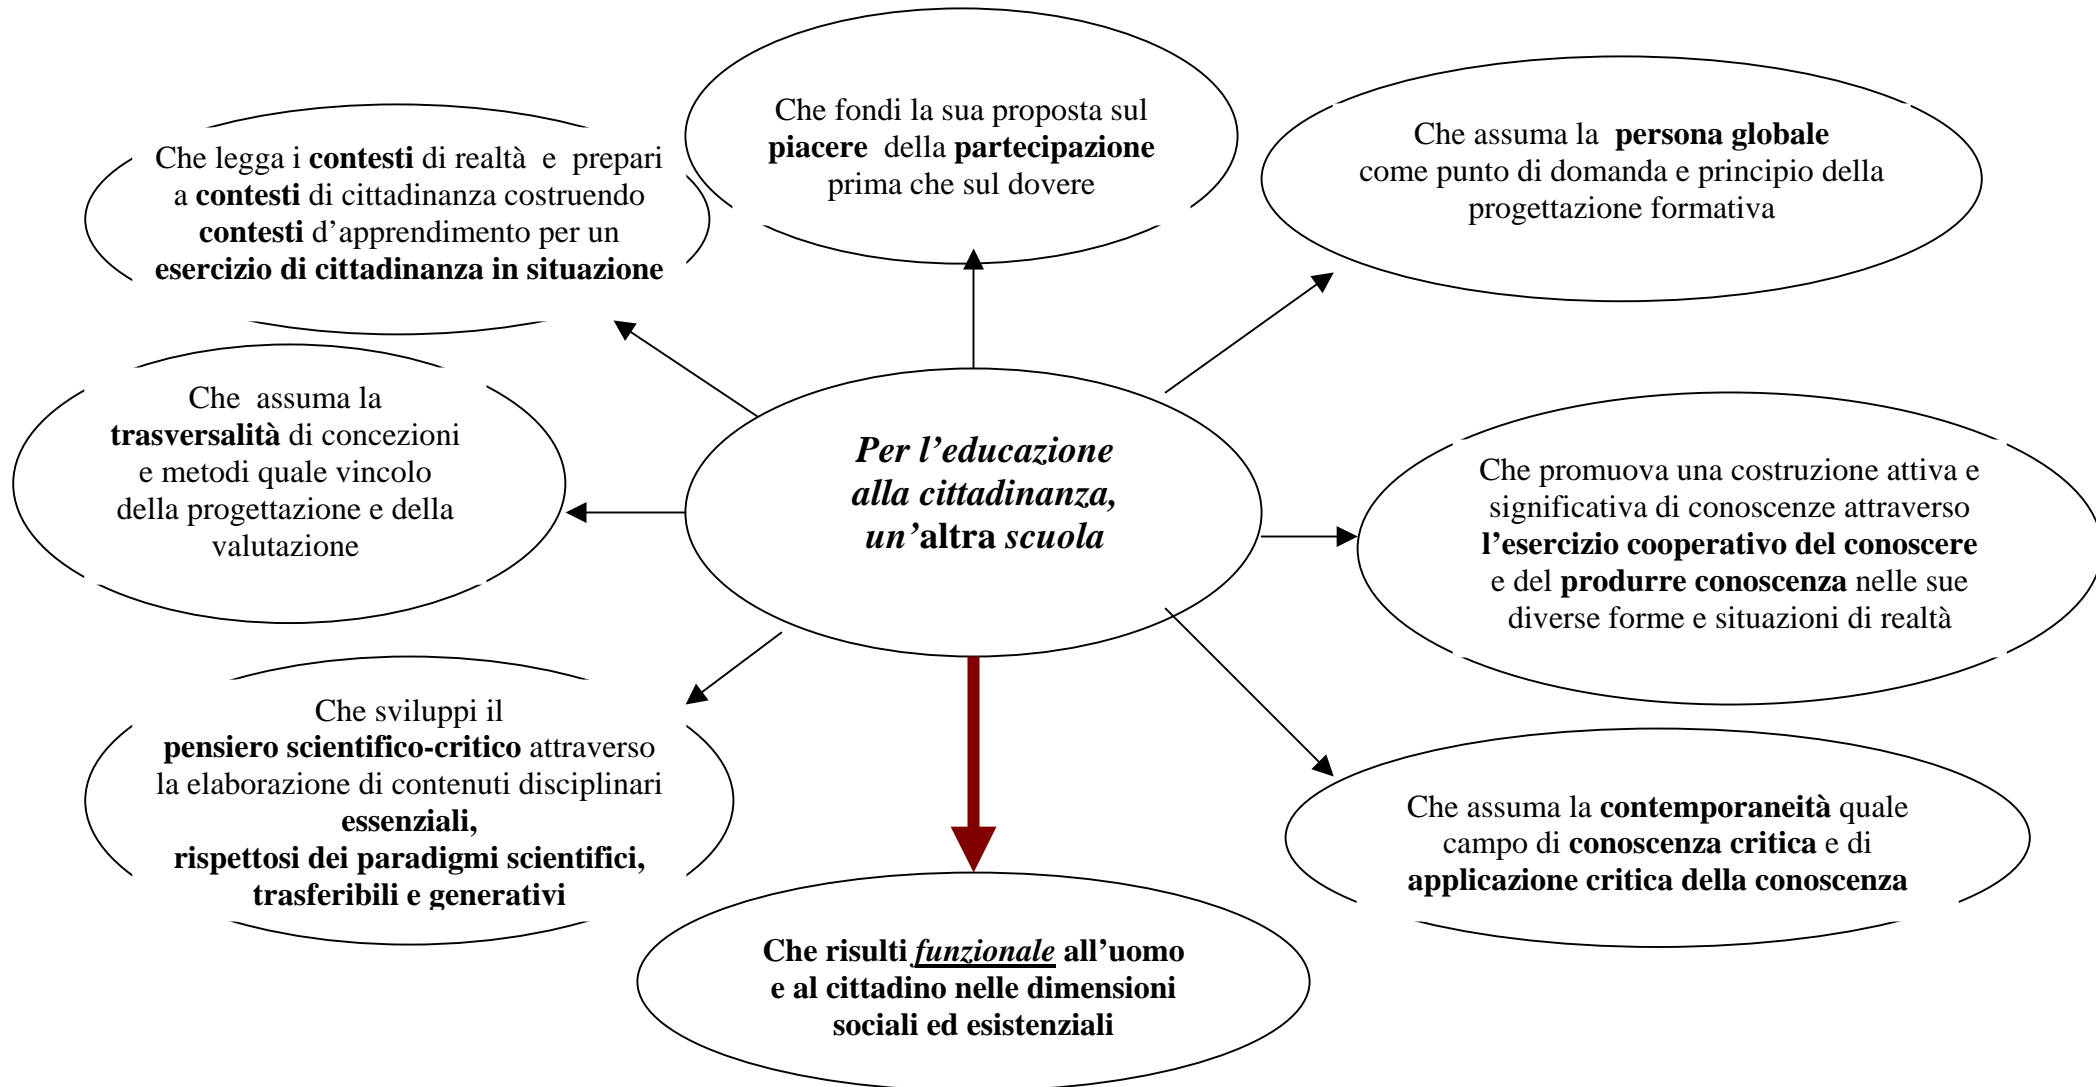 Che fondi la sua proposta sul
piacere della partecipazione
prima che sul dovere
Che legga i contesti di realtà e prepari
a contesti di cittadinanza costruendo
contesti d’apprendimento per un
esercizio di cittadinanza in situazione
Che assuma la persona globale
come punto di domanda e principio della
progettazione formativa
Che assuma la
trasversalità di concezioni
e metodi quale vincolo
della progettazione e della
valutazione
Per l’educazione
alla cittadinanza,
un’altra scuola
Che promuova una costruzione attiva e
significativa di conoscenze attraverso
l’esercizio cooperativo del conoscere
e del produrre conoscenza nelle sue
diverse forme e situazioni di realtà
Che sviluppi il
pensiero scientifico-critico attraverso
la elaborazione di contenuti disciplinari
essenziali,
rispettosi dei paradigmi scientifici,
trasferibili e generativi
Che assuma la contemporaneità quale
campo di conoscenza critica e di
applicazione critica della conoscenza
Che risulti funzionale all’uomo
e al cittadino nelle dimensioni
sociali ed esistenziali